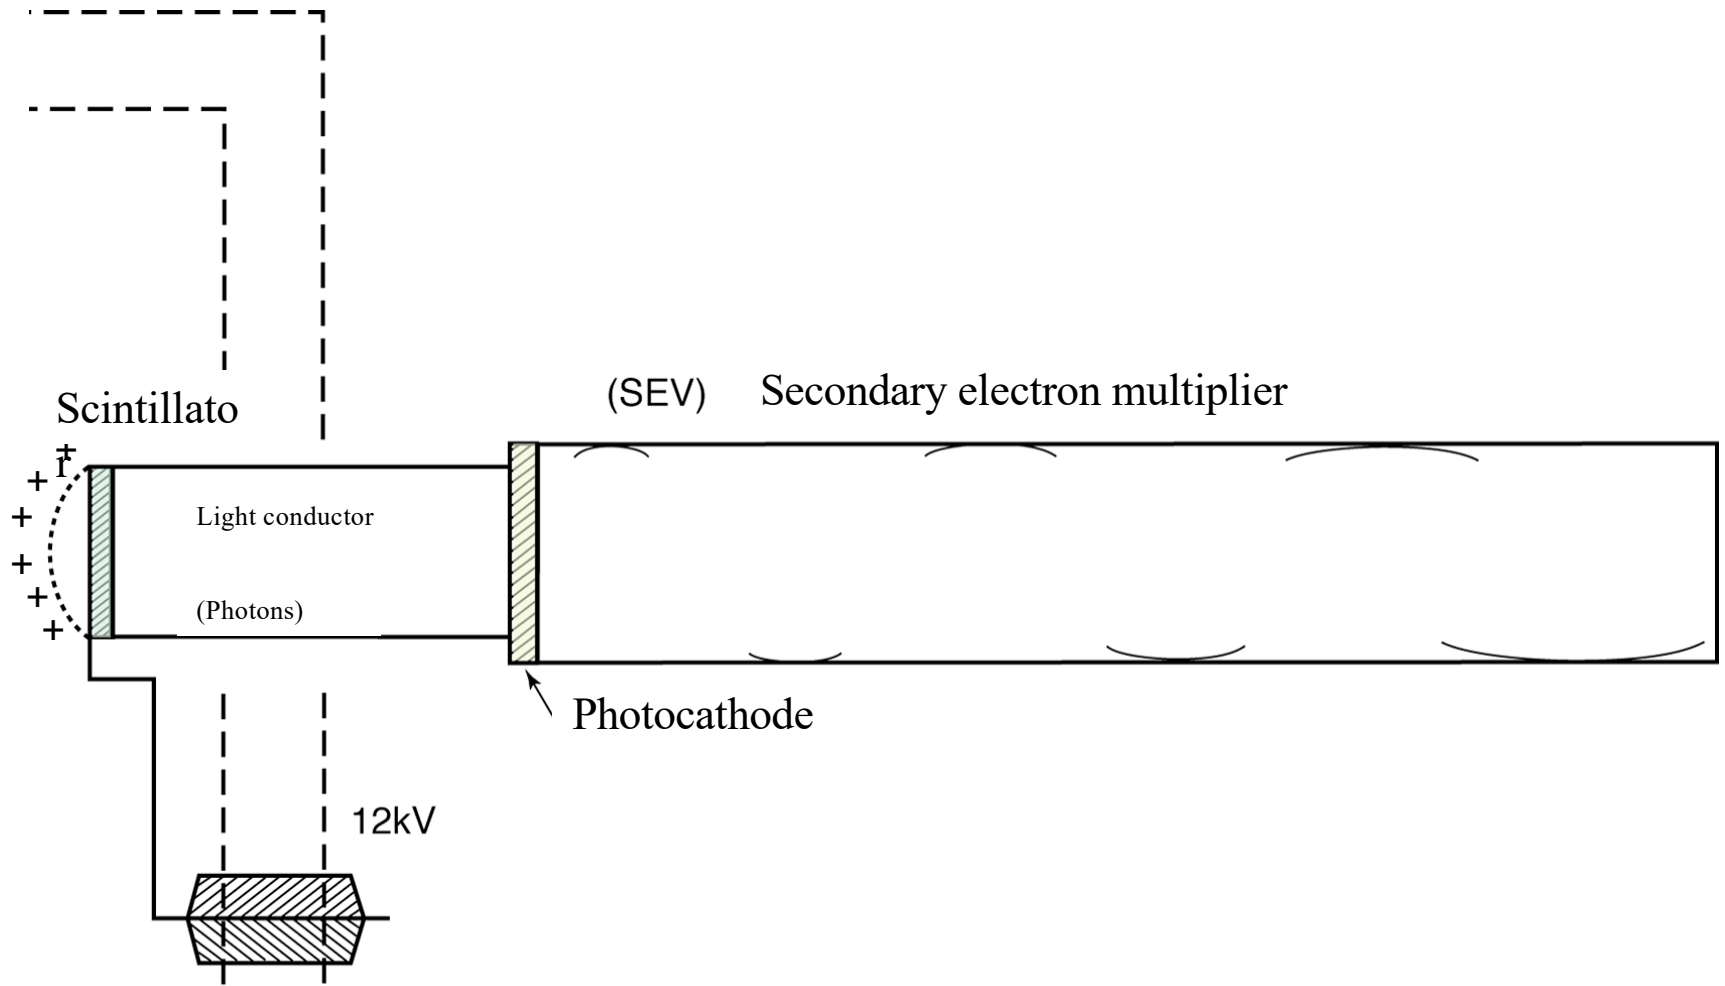 (SEV) Secondary electron multiplier
Scintillato
r
+
+
+
+
+
+
Light conductor
(Photons)
Photocathode
12kV